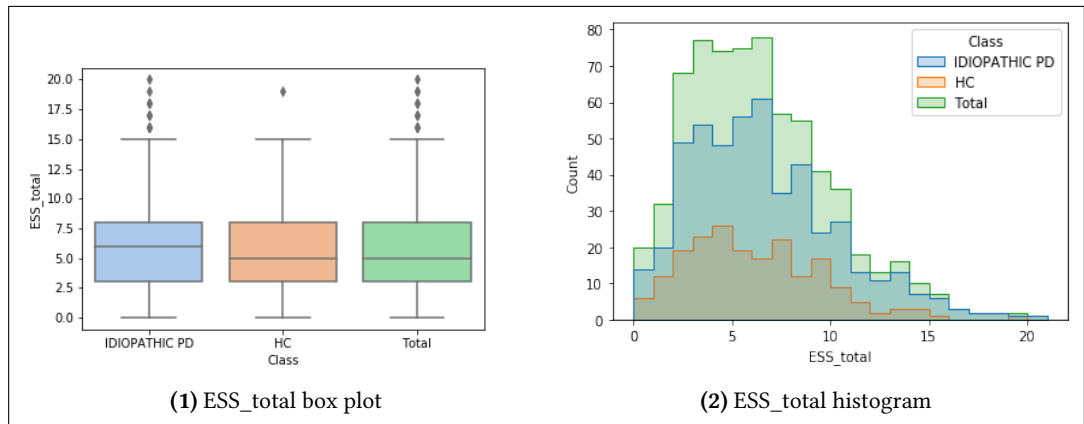 20.0
17.5
15.0
12.5
10.0
7.5
5.0
2.5
0.0
ESS_total
IDIOPATHIC PD HC Total
Class
(1) ESS_total box plot
80
70
60
50
40
30
20
10
0
Count
Class
IDIOPATHIC PD
HC
Total
0 5 10 15 20
ESS_total
(2) ESS_total histogram